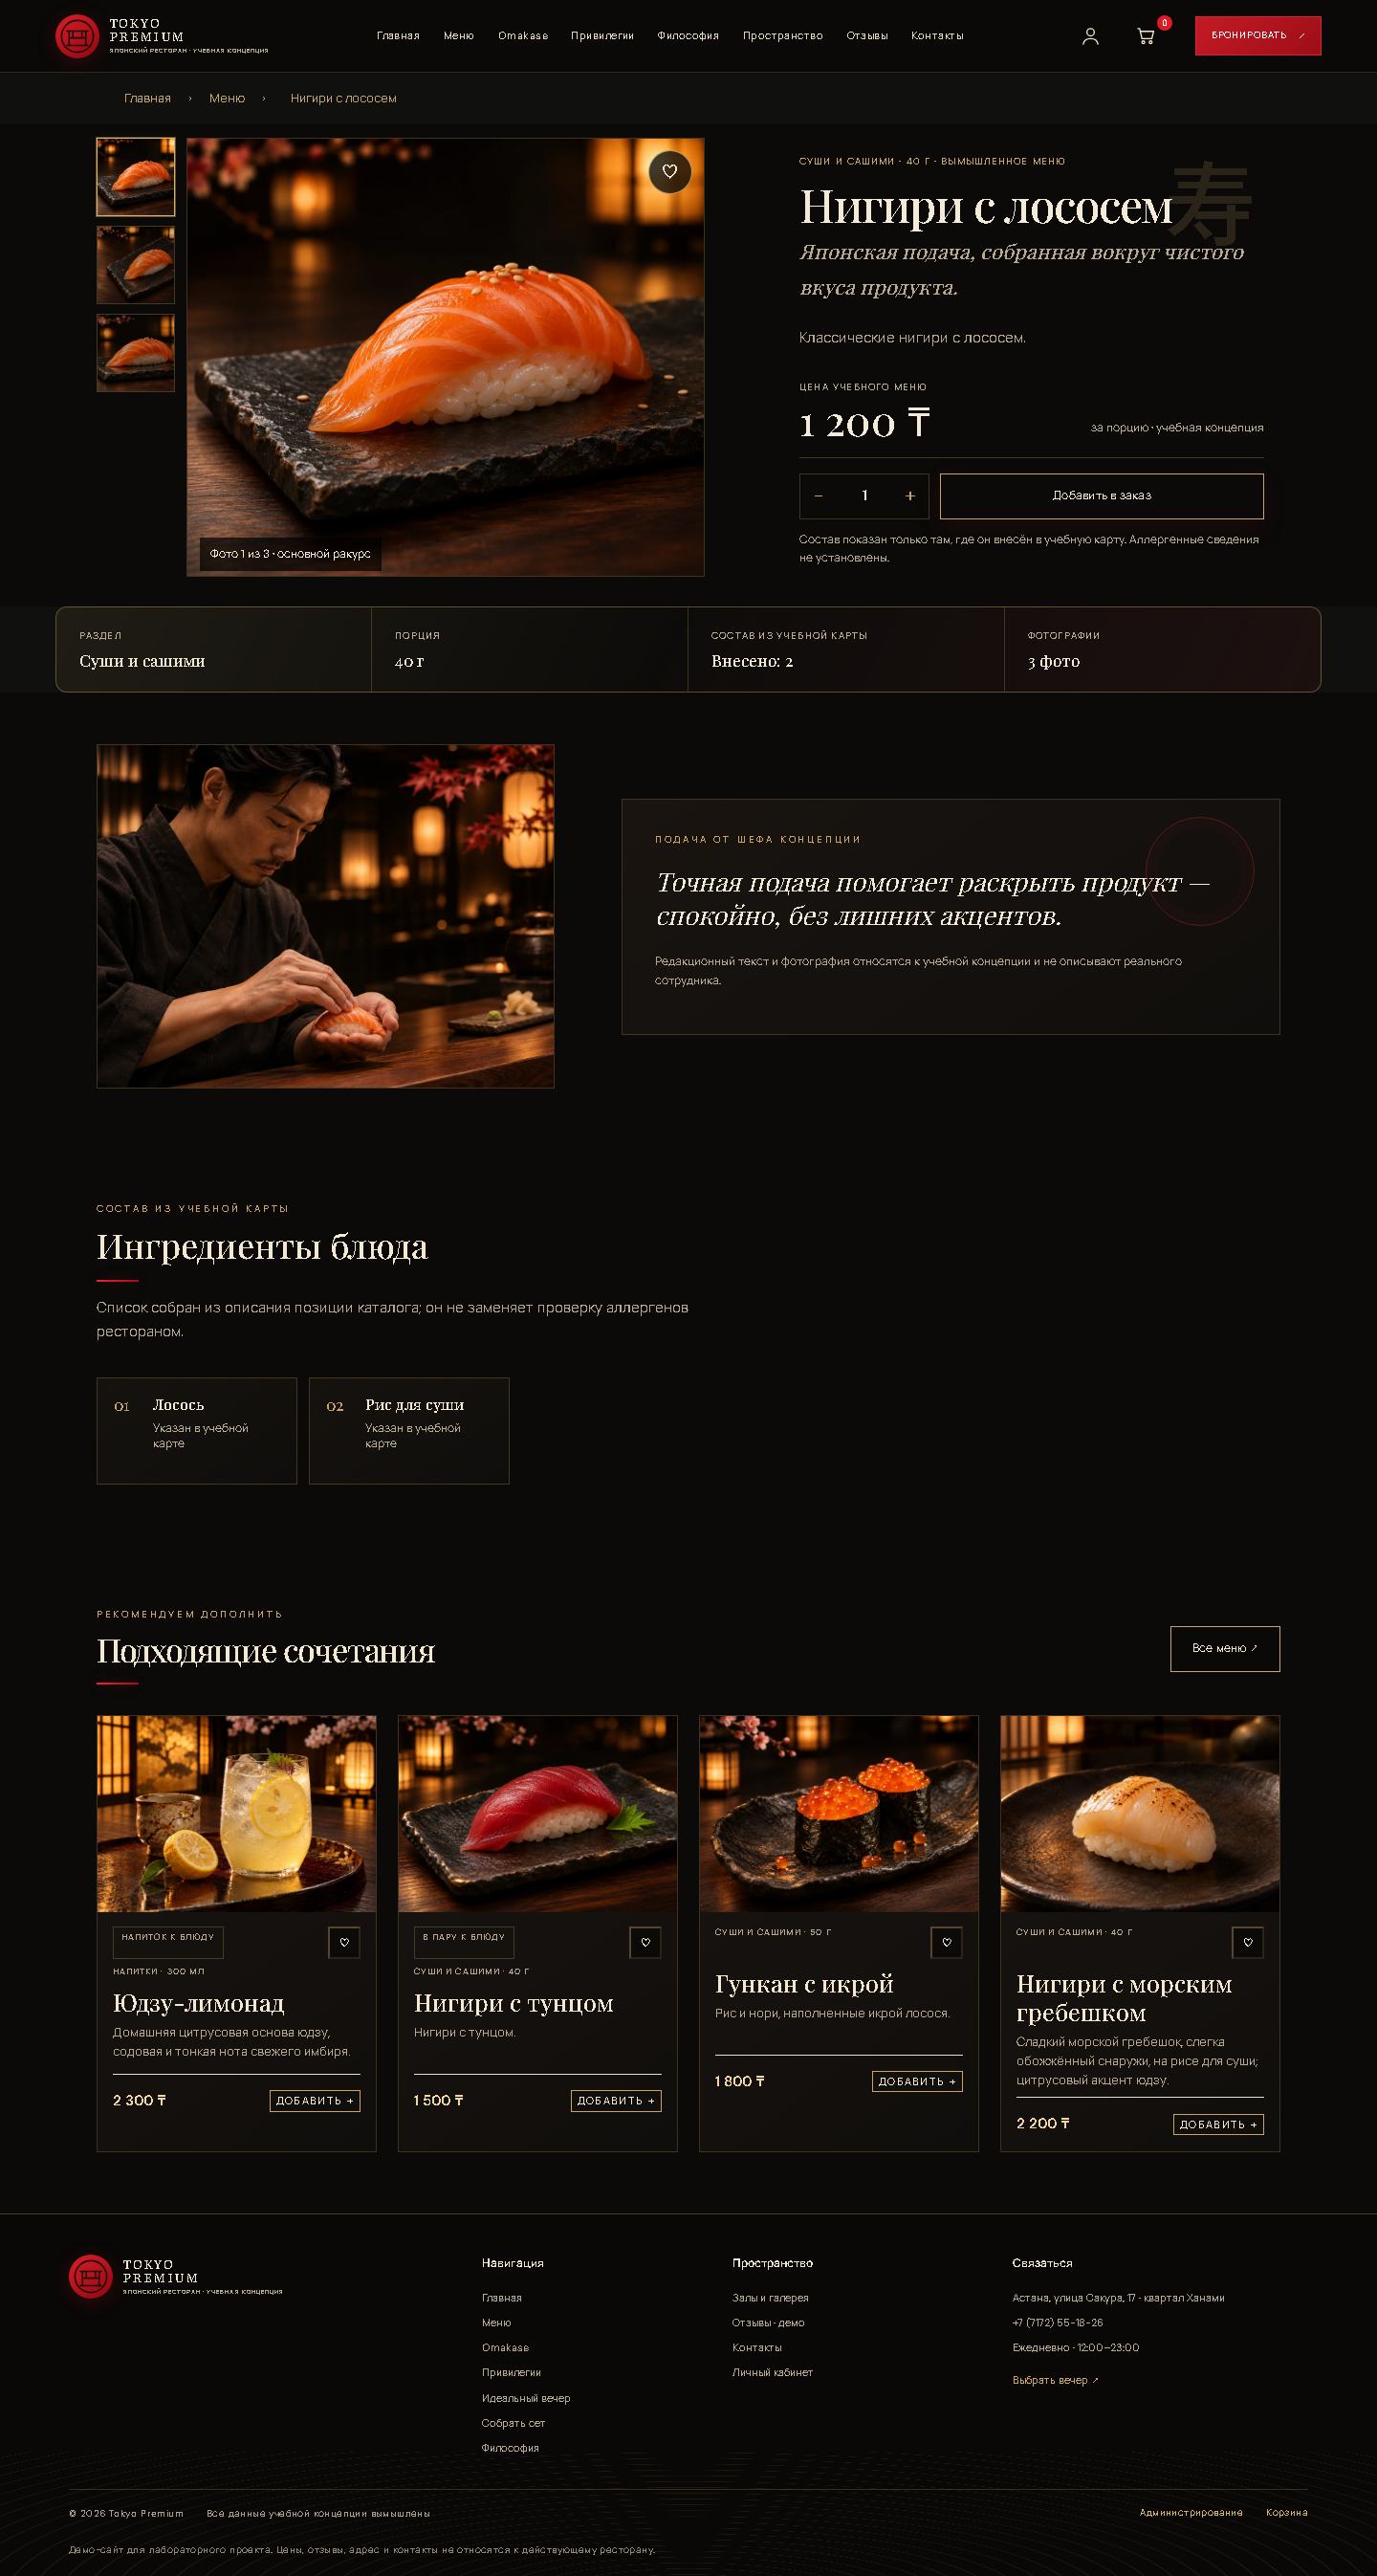 TOKYO
PREMIUM
ЯПОНСКИЙ РЕСТОРАН · УЧЕБНАЯ КОНЦЕПЦИЯ
Главная
Меню
Omakase
Привилегии
Философия
Пространство
Отзывы
Контакты
0
БРОНИРОВАТЬ ↗
Главная › Меню › Нигири с лососем
СУШИ И САШИМИ · 40 Г · ВЫМЫШЛЕННОЕ МЕНЮ
寿
Нигири с лососем
Японская подача, собранная вокруг чистого
вкуса продукта.
Классические нигири с лососем.
ЦЕНА УЧЕБНОГО МЕНЮ
1 200 ₸
за порцию · учебная концепция
− 1 +
Добавить в заказ
Состав показан только там, где он внесён в учебную карту. Аллергенные сведения
не установлены.
Фото 1 из 3 · основной ракурс
РАЗДЕЛ
Суши и сашими
ПОРЦИЯ
40 г
СОСТАВ ИЗ УЧЕБНОЙ КАРТЫ
Внесено: 2
ФОТОГРАФИИ
3 фото
ПОДАЧА ОТ ШЕФА КОНЦЕПЦИИ
Точная подача помогает раскрыть продукт —
спокойно, без лишних акцентов.
Редакционный текст и фотография относятся к учебной концепции и не описывают реального
сотрудника.
СОСТАВ ИЗ УЧЕБНОЙ КАРТЫ
Ингредиенты блюда
Список собран из описания позиции каталога; он не заменяет проверку аллергенов
рестораном.
01
Лосось
Указан в учебной
карте
02
Рис для суши
Указан в учебной
карте
РЕКОМЕНДУЕМ ДОПОЛНИТЬ
Подходящие сочетания
Все меню ↗
НАПИТОК К БЛЮДУ
НАПИТКИ · 300 МЛ
Юдзу-лимонад
Домашняя цитрусовая основа юдзу,
содовая и тонкая нота свежего имбиря.
2 300 ₸
ДОБАВИТЬ +
В ПАРУ К БЛЮДУ
СУШИ И САШИМИ · 40 Г
Нигири с тунцом
Нигири с тунцом.
1 500 ₸
ДОБАВИТЬ +
СУШИ И САШИМИ · 50 Г
Гункан с икрой
Рис и нори, наполненные икрой лосося.
1 800 ₸
ДОБАВИТЬ +
СУШИ И САШИМИ · 40 Г
Нигири с морским
гребешком
Сладкий морской гребешок, слегка
обожжённый снаружи, на рисе для суши;
цитрусовый акцент юдзу.
2 200 ₸
ДОБАВИТЬ +
TOKYO
PREMIUM
ЯПОНСКИЙ РЕСТОРАН · УЧЕБНАЯ КОНЦЕПЦИЯ
Навигация
Главная
Меню
Omakase
Привилегии
Идеальный вечер
Собрать сет
Философия
Пространство
Залы и галерея
Отзывы · демо
Контакты
Личный кабинет
Связаться
Астана, улица Сакура, 17 · квартал Ханами
+7 (7172) 55-18-26
Ежедневно · 12:00–23:00
Выбрать вечер ↗
© 2026 Tokyo Premium
Все данные учебной концепции вымышлены
Администрирование
Корзина
Демо-сайт для лабораторного проекта. Цены, отзывы, адрес и контакты не относятся к действующему ресторану.